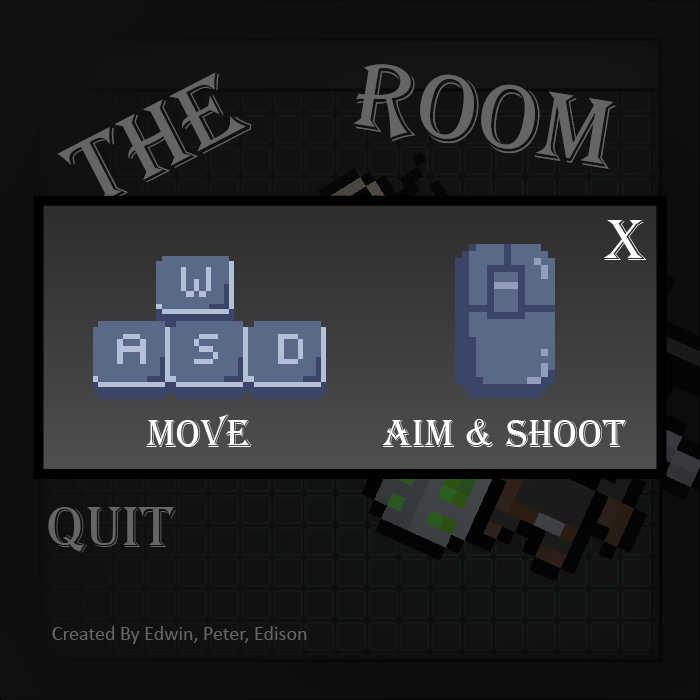 THE ROOM
X
W
A S D
MOVE AIM & SHOOT
QUIT
Created By Edwin, Peter, Edison